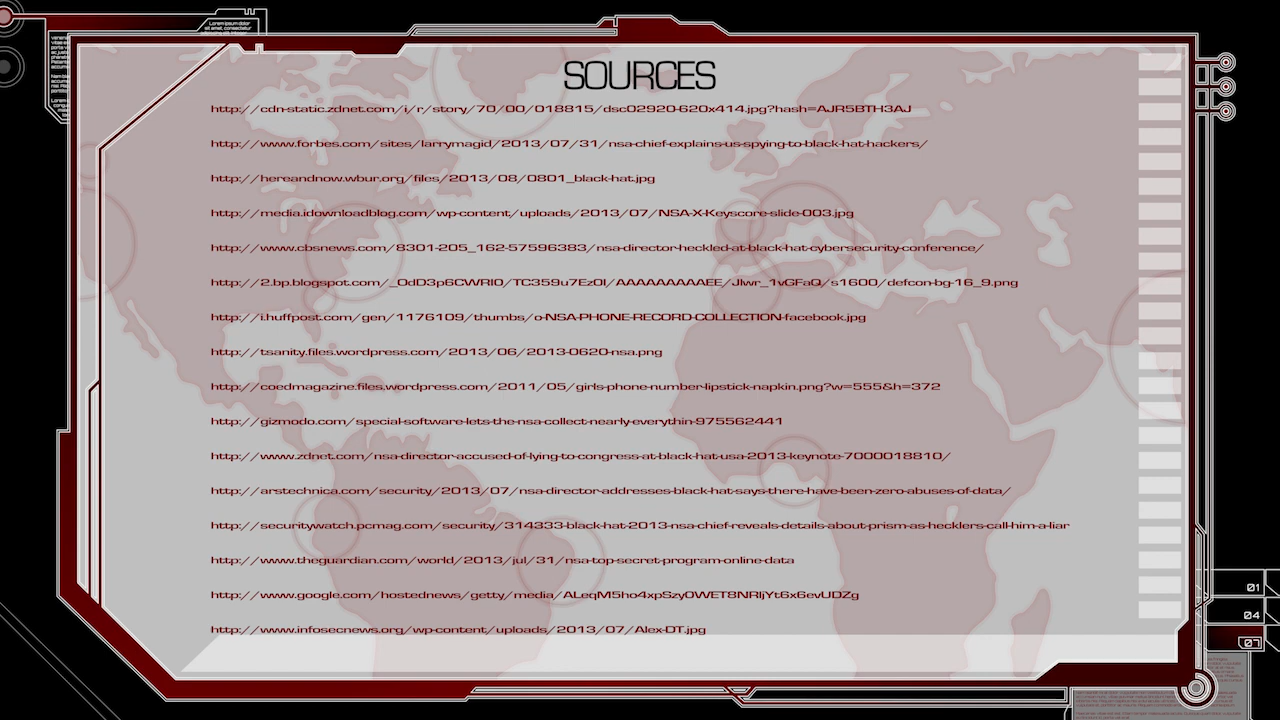 Lorem ipsum dolor
sit amet, consectetur
SOURCES
http://cdn-static.zdnet.com/i/r/story/70/00/018815/dsc02920-620x414.jpg?hash=AJR5BTH3AJ
http://www.forbes.com/sites/larrymagid/2013/07/31/nsa-chief-explains-us-spying-to-black-hat-hackers/
http://hereandnow.wbur.org/files/2013/08/0801_black-hat.jpg
http://media.idownloadblog.com/wp-content/uploads/2013/07/NSA-X-Keyscore-slide-003.jpg
http://www.cbsnews.com/8301-205_162-57596383/nsa-director-heckled-at-black-hat-cybersecurity-conference/
http://2.bp.blogspot.com/_OdD3p6CWRI0/TC359u7Ez0I/AAAAAAAAAEE/Jlwr_1vGFaQ/s1600/defcon-bg-16_9.png
http://i.huffpost.com/gen/1176109/thumbs/o-NSA-PHONE-RECORD-COLLECTION-facebook.jpg
http://tsanity.files.wordpress.com/2013/06/2013-0620-nsa.png
http://coedmagazine.files.wordpress.com/2011/05/girls-phone-number-lipstick-napkin.png?w=555&h=372
http://gizmodo.com/special-software-lets-the-nsa-collect-nearly-everythin-975562441
http://www.zdnet.com/nsa-director-accused-of-lying-to-congress-at-black-hat-usa-2013-keynote-7000018810/
http://arstechnica.com/security/2013/07/nsa-director-addresses-black-hat-says-there-have-been-zero-abuses-of-data/
http://securitywatch.pcmag.com/security/314333-black-hat-2013-nsa-chief-reveals-details-about-prism-as-hecklers-call-him-a-liar
http://www.theguardian.com/world/2013/jul/31/nsa-top-secret-program-online-data
http://www.google.com/hostednews/getty/media/ALeqM5ho4xpSzy0WET8NRIjYt6x6evUDZg
http://www.infosecnews.org/wp-content/uploads/2013/07/Alex-DT.jpg
01
04
07